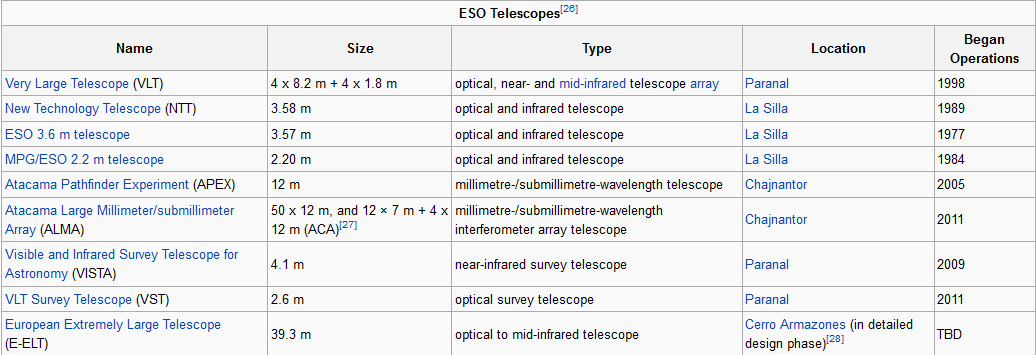 ESO Telescopes[26]
Name Size Type Location Began Operations
Very Large Telescope (VLT) 4 x 8.2 m + 4 x 1.8 m optical, near- and mid-infrared telescope array Paranal 1998
New Technology Telescope (NTT) 3.58 m optical and infrared telescope La Silla 1989
ESO 3.6 m telescope 3.57 m optical and infrared telescope La Silla 1977
MPG/ESO 2.2 m telescope 2.20 m optical and infrared telescope La Silla 1984
Atacama Pathfinder Experiment (APEX) 12 m millimetre-/submillimetre-wavelength telescope Chajnantor 2005
Atacama Large Millimeter/submillimeter Array (ALMA) 50 x 12 m, and 12 × 7 m + 4 x 12 m (ACA)[27] millimetre-/submillimetre-wavelength interferometer array telescope Chajnantor 2011
Visible and Infrared Survey Telescope for Astronomy (VISTA) 4.1 m near-infrared survey telescope Paranal 2009
VLT Survey Telescope (VST) 2.6 m optical survey telescope Paranal 2011
European Extremely Large Telescope (E-ELT) 39.3 m optical to mid-infrared telescope Cerro Armazones (in detailed design phase)[28] TBD